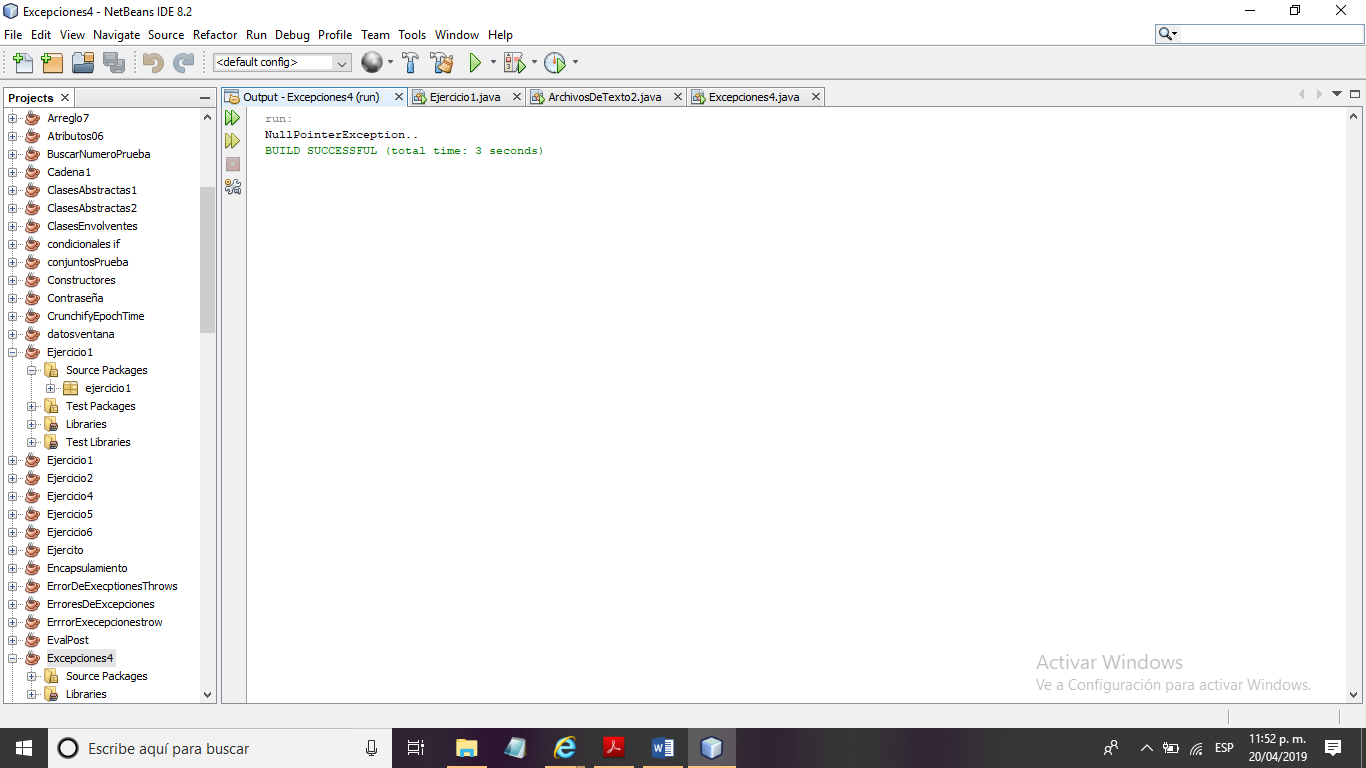 Excepciones4 - NetBeans IDE 8.2
File Edit View Navigate Source Refactor Run Debug Profile Team Tools Window Help
<default config>
Projects
Output - Excepciones4 (run) Ejercicio1.java ArchivosDeTexto2.java Excepciones4.java
Arreglo7
Atributos06
BuscarNumeroPrueba
Cadena1
ClasesAbstractas1
ClasesAbstractas2
ClasesEnvolventes
condicionales if
conjuntosPrueba
Constructores
Contraseña
CrunchifyEpochTime
datosventana
Ejercicio1
Source Packages
ejercicio1
Test Packages
Libraries
Test Libraries
Ejercicio1
Ejercicio2
Ejercicio4
Ejercicio5
Ejercicio6
Ejercito
Encapsulamiento
ErrorDeExecptionesThrows
ErroresDeExcepciones
ErrrorExecepcionestrow
EvalPost
Excepciones4
Source Packages
Libraries
run:
NullPointerException..
BUILD SUCCESSFUL (total time: 3 seconds)
Activar Windows
Ve a Configuración para activar Windows.
Escribe aquí para buscar
ESP
11:52 p. m.
20/04/2019